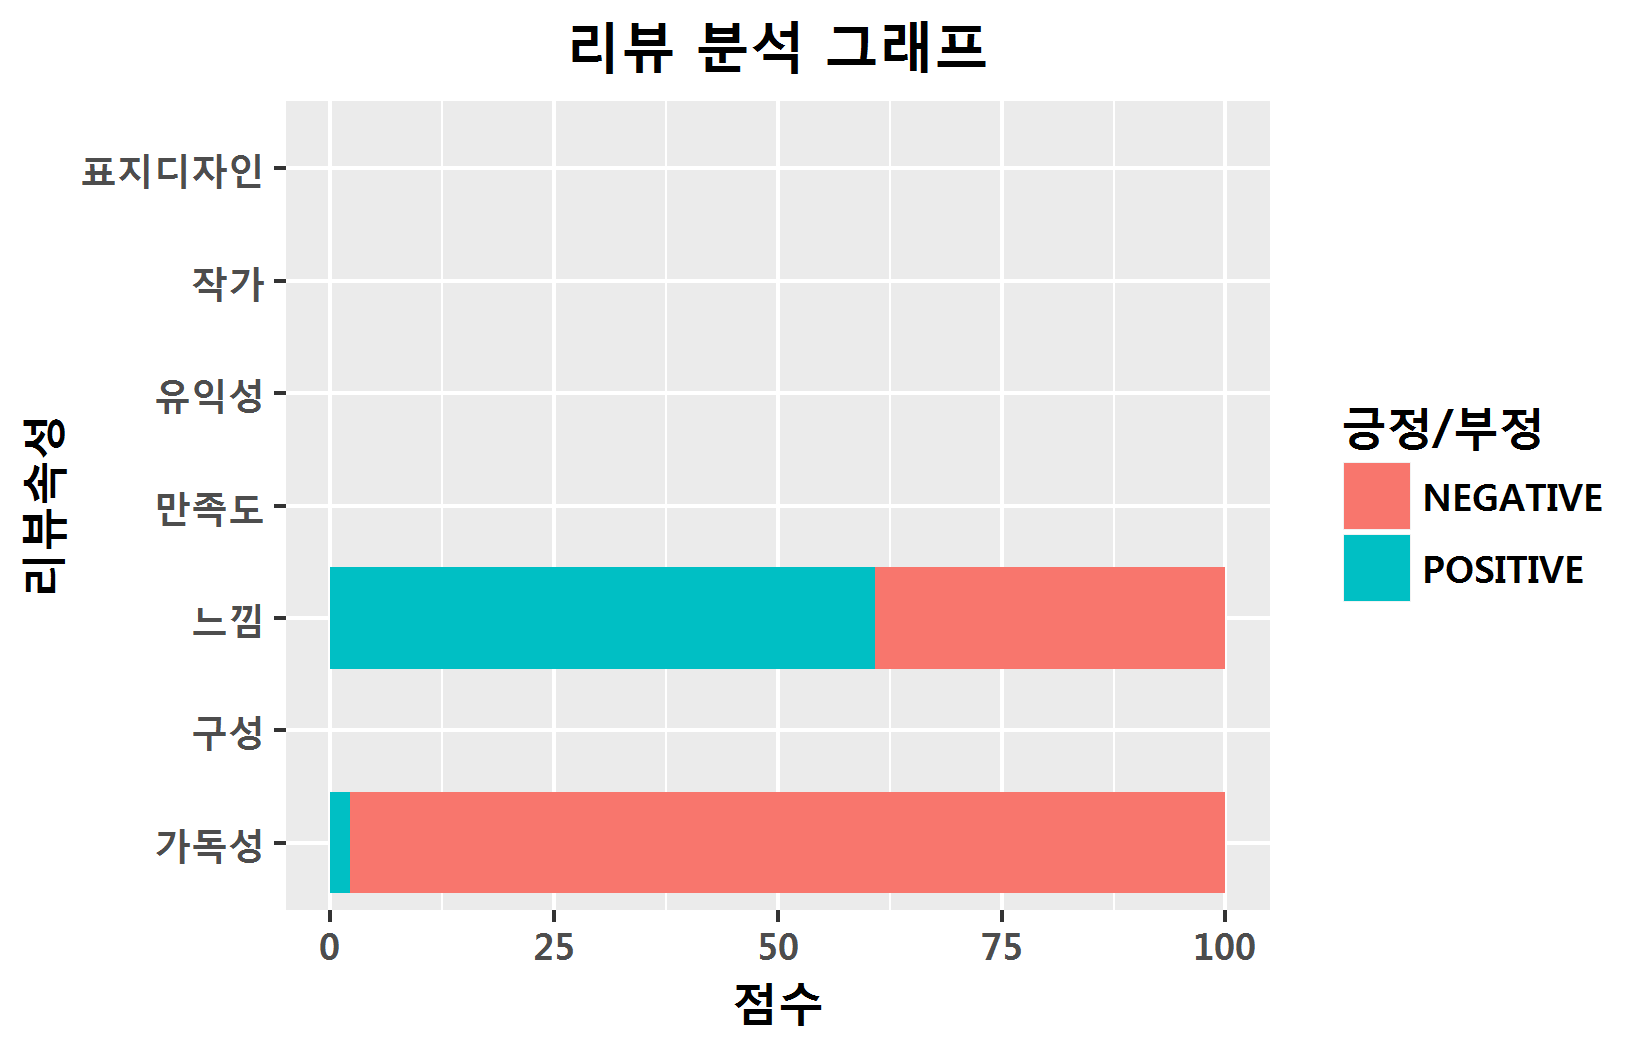 리뷰 분석 그래프
표지디자인
작가
유익성
만족도
느낌
구성
가독성
리뷰속성
0 25 50 75 100
점수
긍정/부정
NEGATIVE
POSITIVE